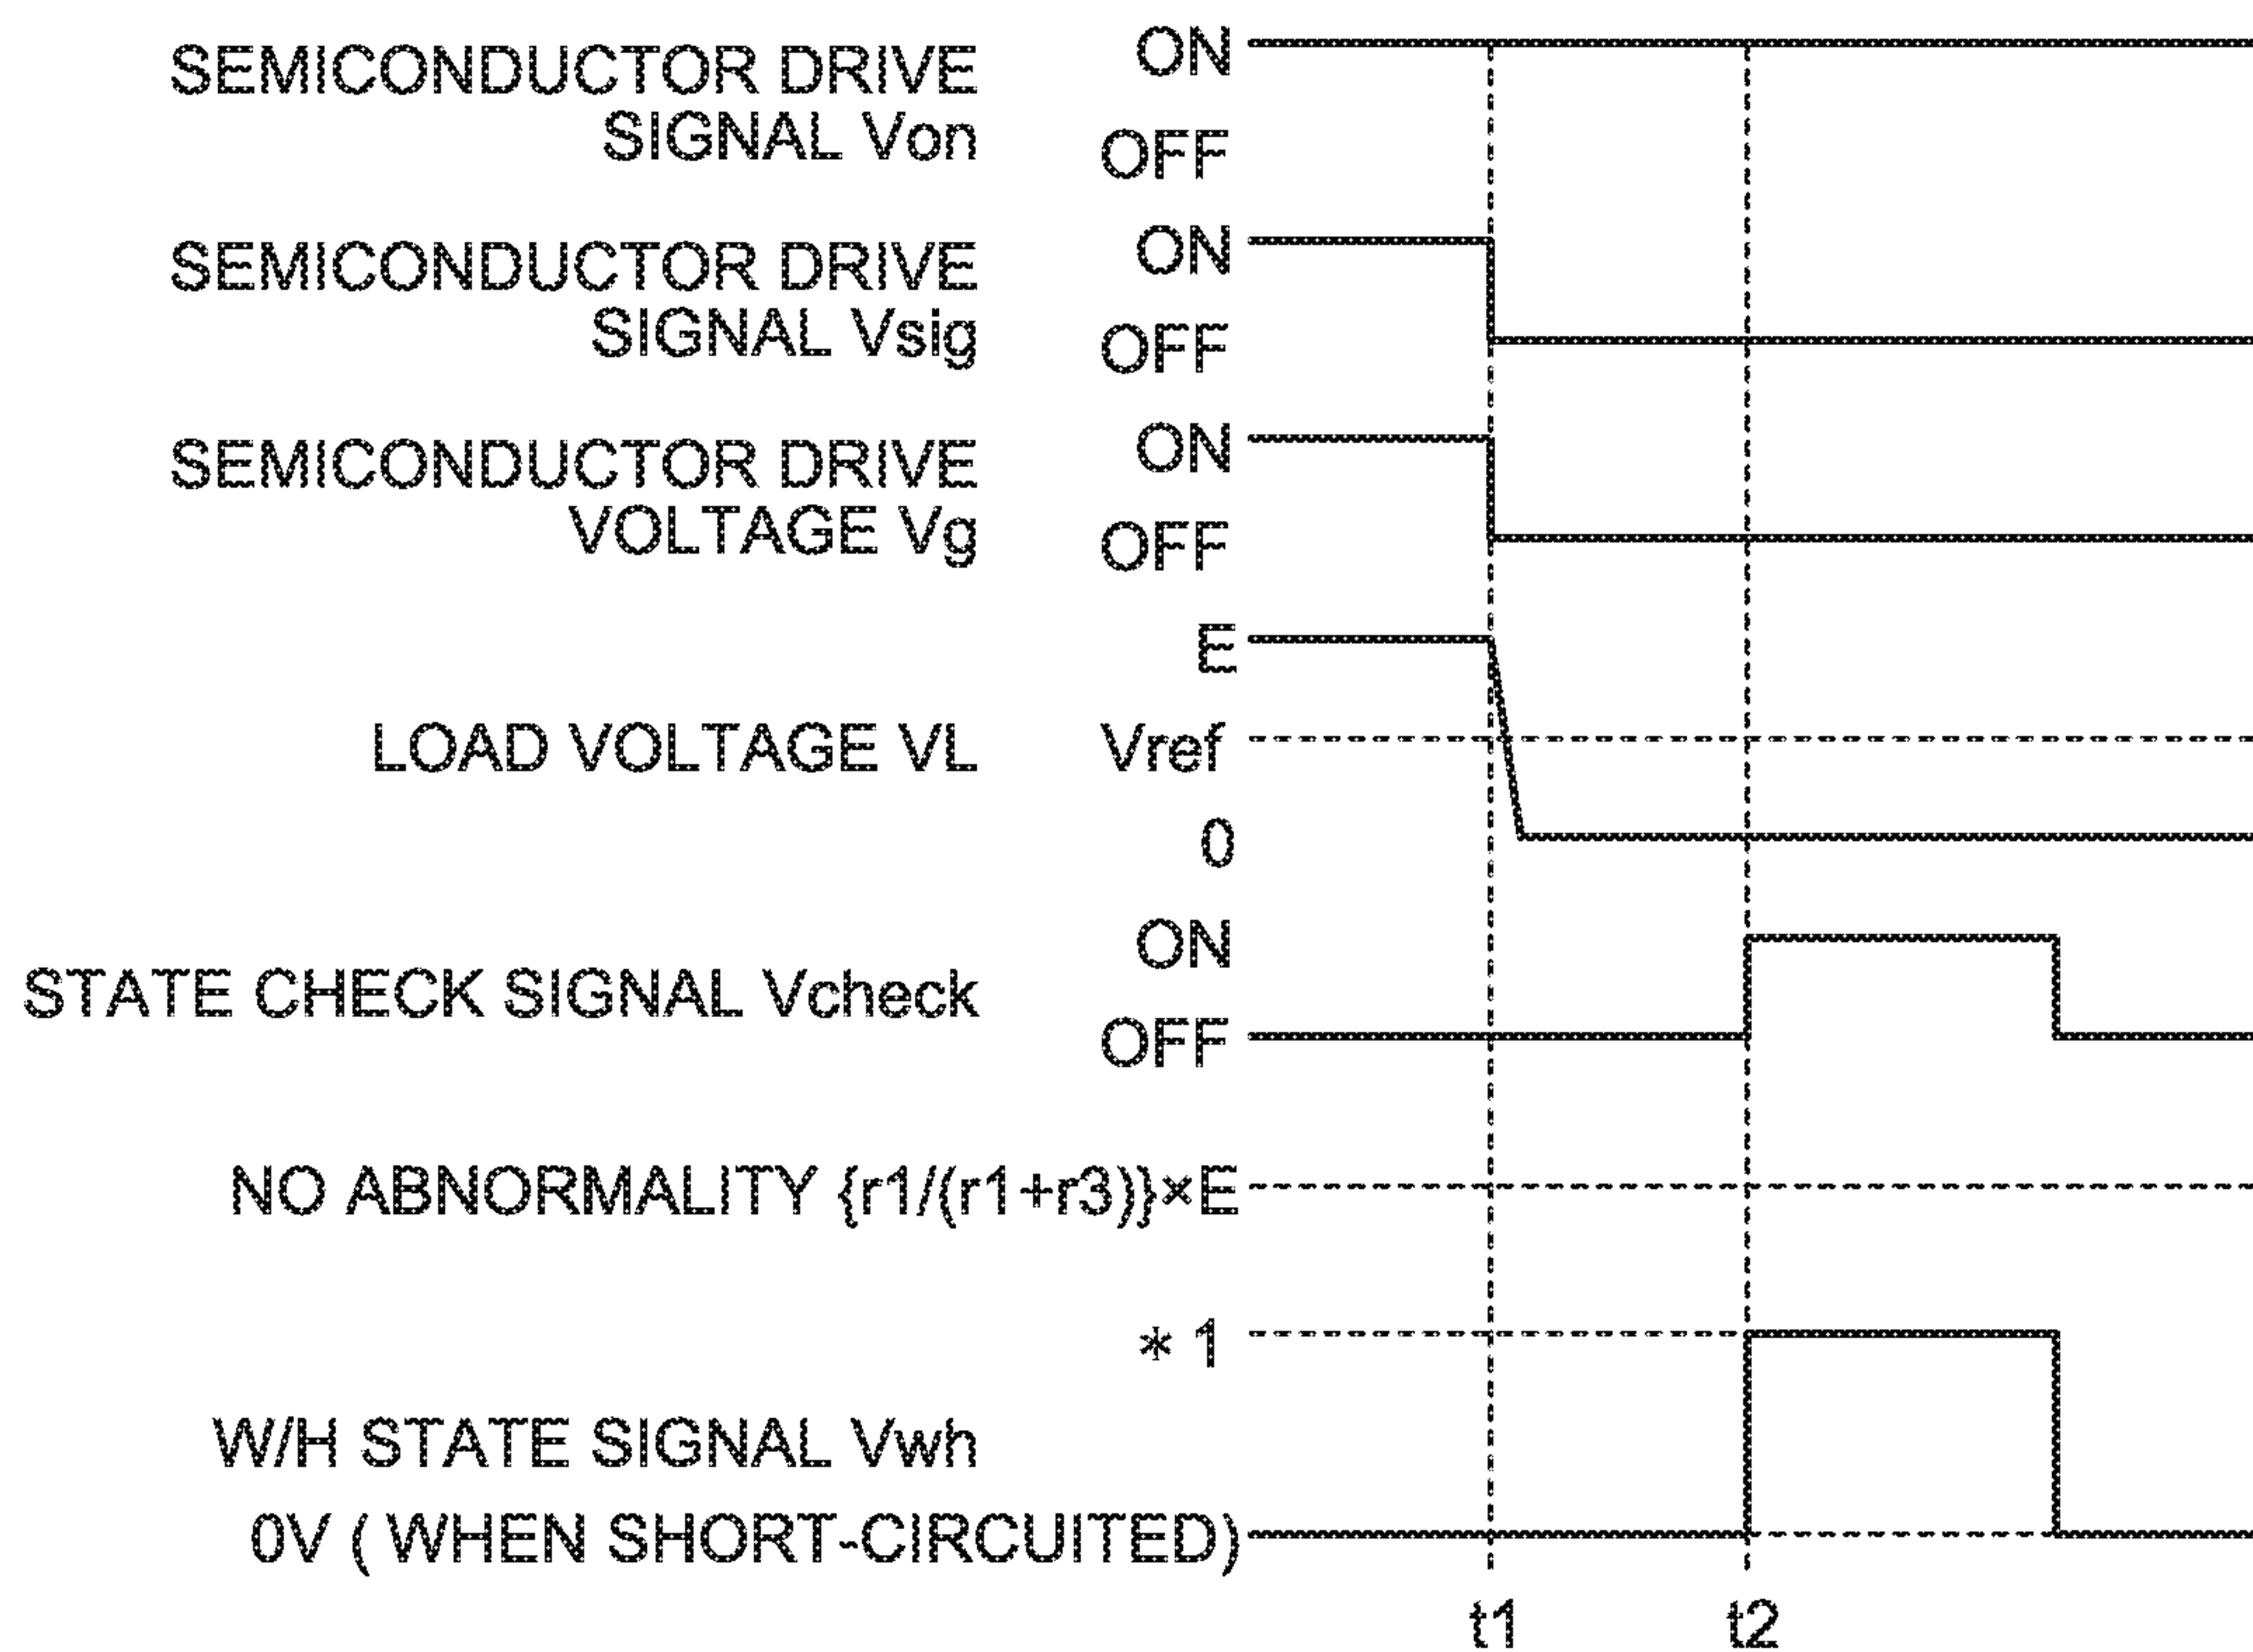 SEMICONDUCTOR DRIVE
SIGNAL Von
ON
OFF
SEMICONDUCTOR DRIVE
SIGNAL Vsig
ON
OFF
SEMICONDUCTOR DRIVE
VOLTAGE Vg
ON
OFF
LOAD VOLTAGE VL
E
Vref
0
STATE CHECK SIGNAL Vcheck
ON
OFF
NO ABNORMALITY {r1/(r1+r3)}×E
* 1
W/H STATE SIGNAL Vwh
0V ( WHEN SHORT-CIRCUITED)
t1
t2